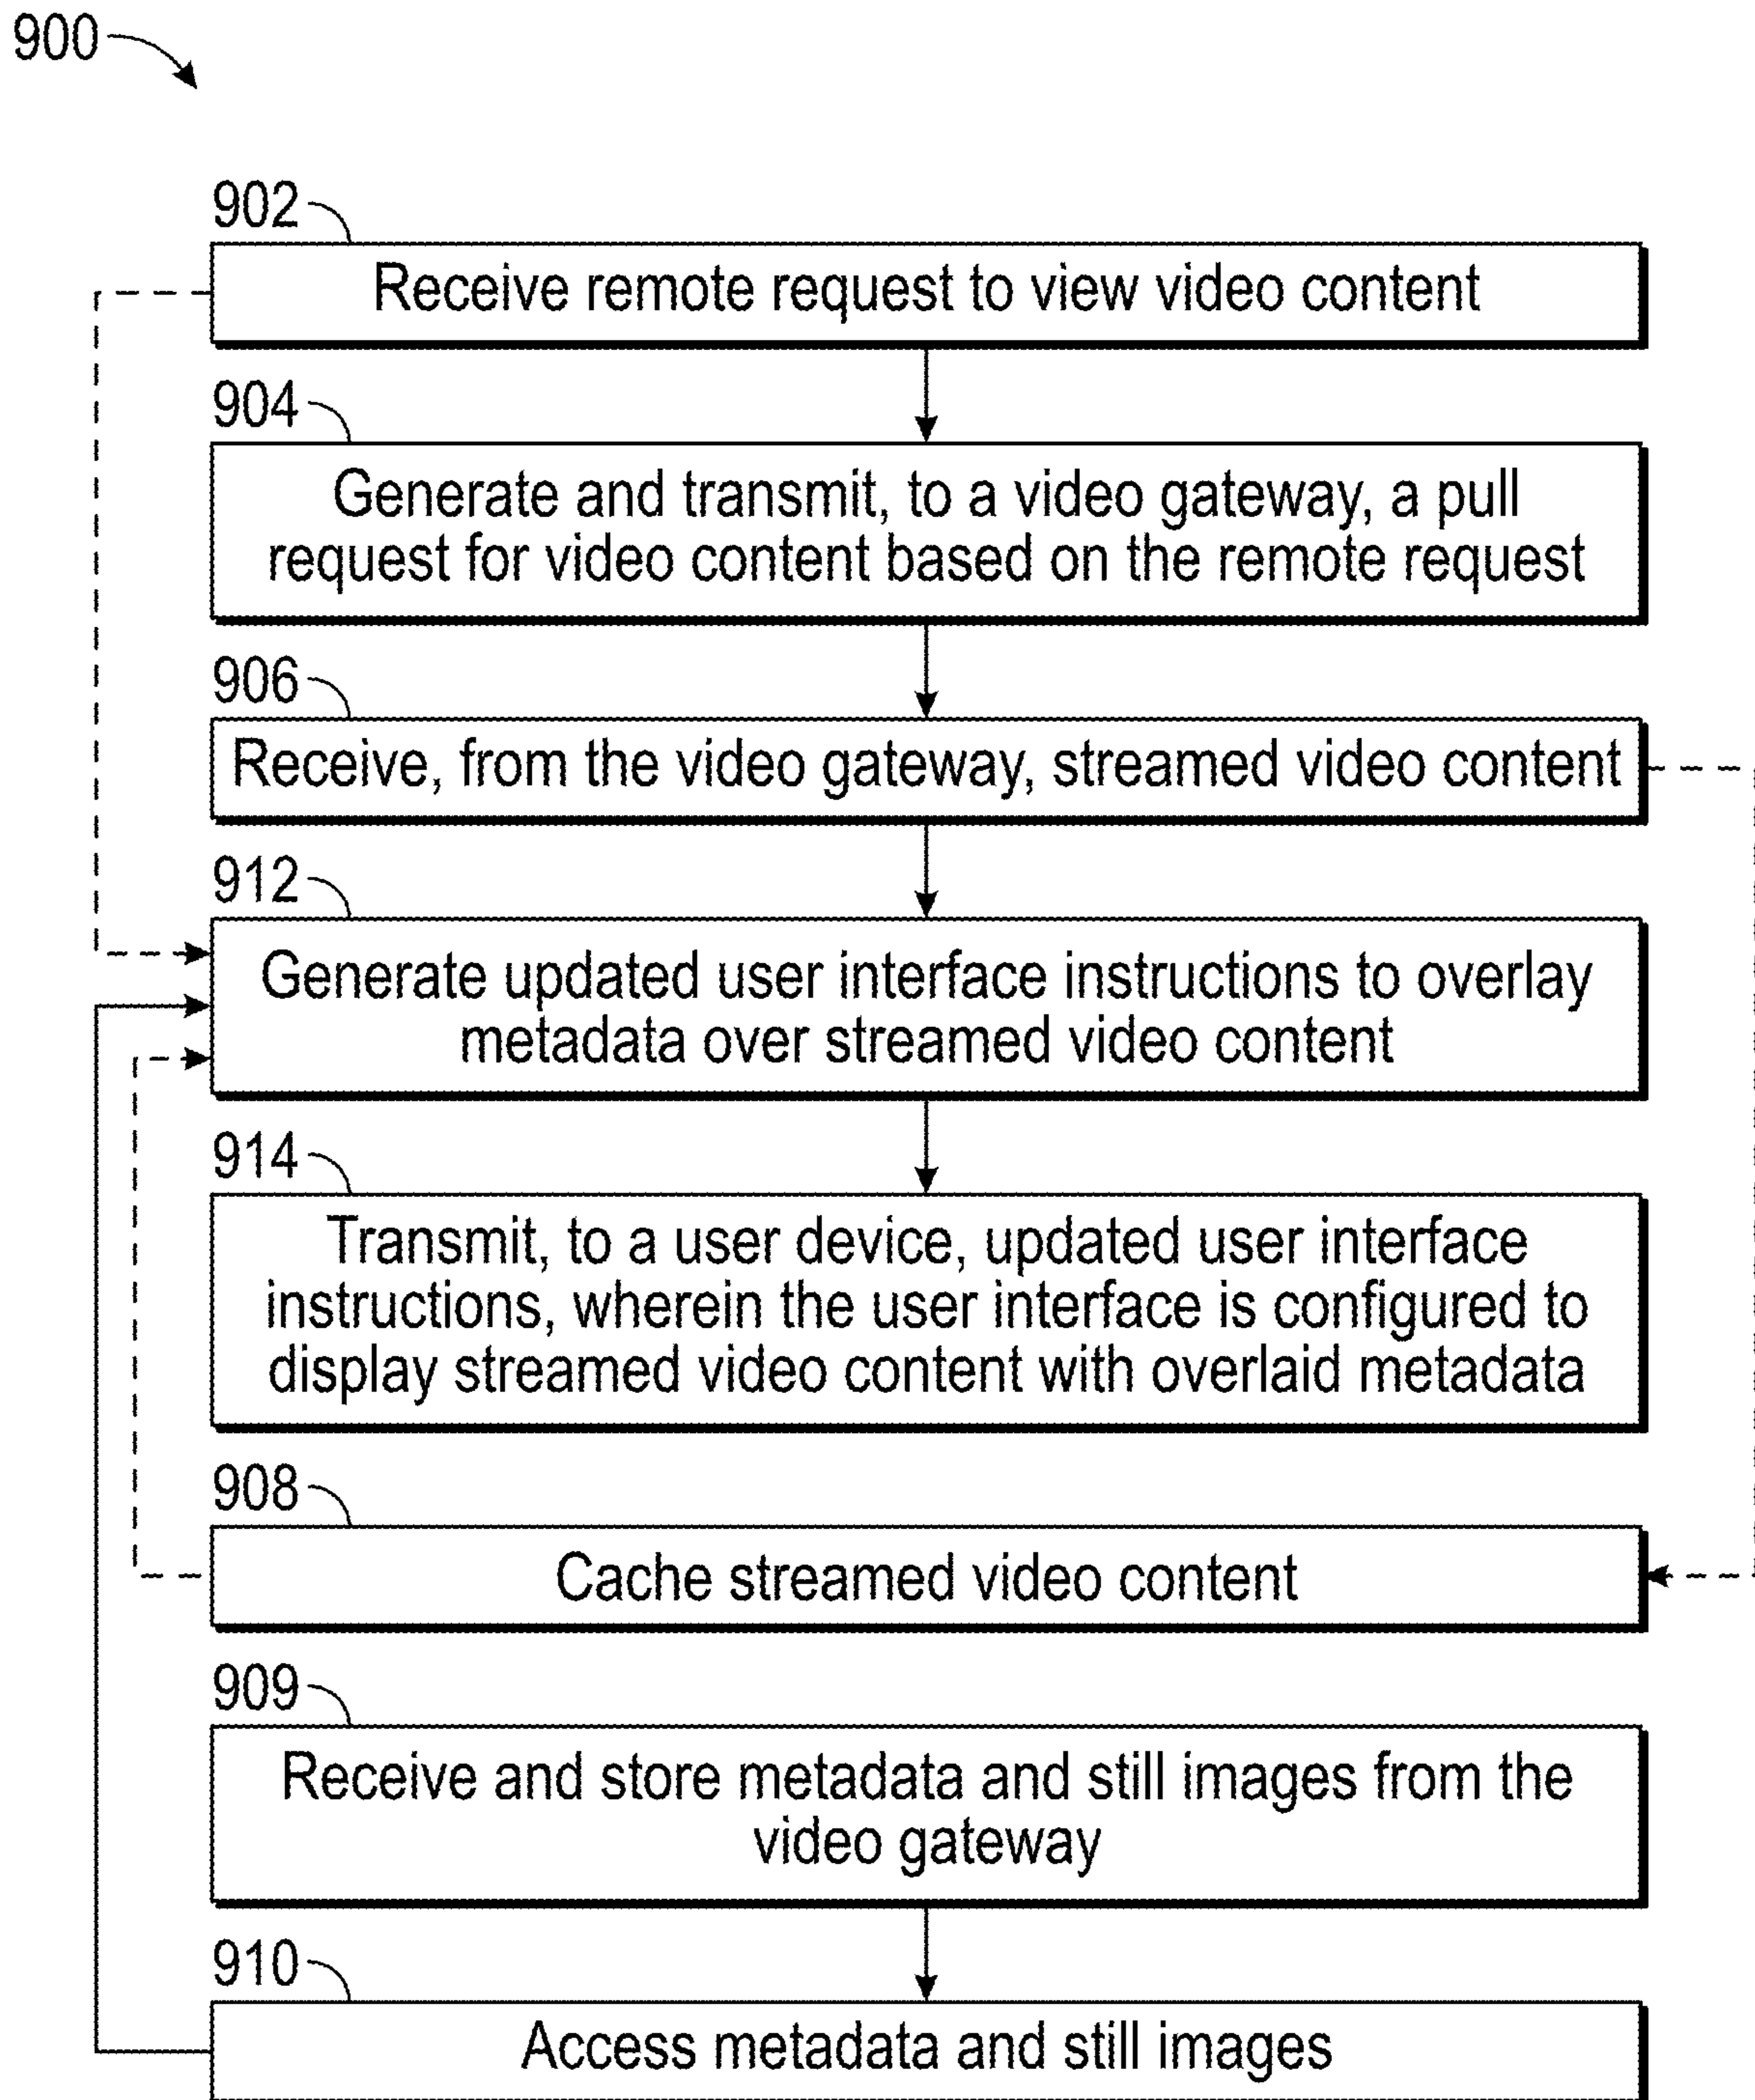 900
902
Receive remote request to view video content
904
Generate and transmit, to a video gateway, a pull
request for video content based on the remote request
906
Receive, from the video gateway, streamed video content
912
Generate updated user interface instructions to overlay
metadata over streamed video content
914
Transmit, to a user device, updated user interface
instructions, wherein the user interface is configured to
display streamed video content with overlaid metadata
908
Cache streamed video content
909
Receive and store metadata and still images from the
video gateway
910
Access metadata and still images